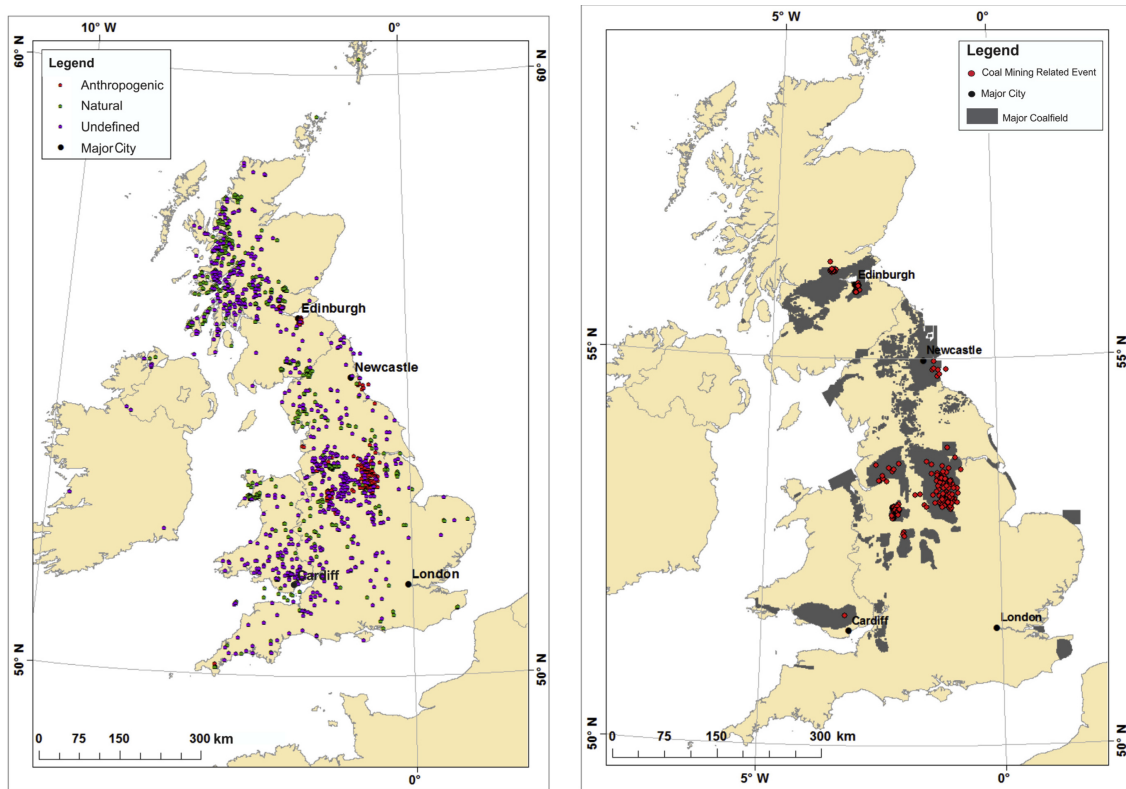 10° W
0°
60° N
60° N
Legend
Anthropogenic
Natural
Undefined
Major City
Edinburgh
Newcastle
Cardiff
London
50° N
50° N
0 75 150 300 km
0°
5° W
0°
Legend
Coal Mining Related Event
Major City
Major Coalfield
Edinburgh
55° N
Newcastle
55° N
Cardiff
London
50° N
50° N
0 75 150 300 km
5° W
0°